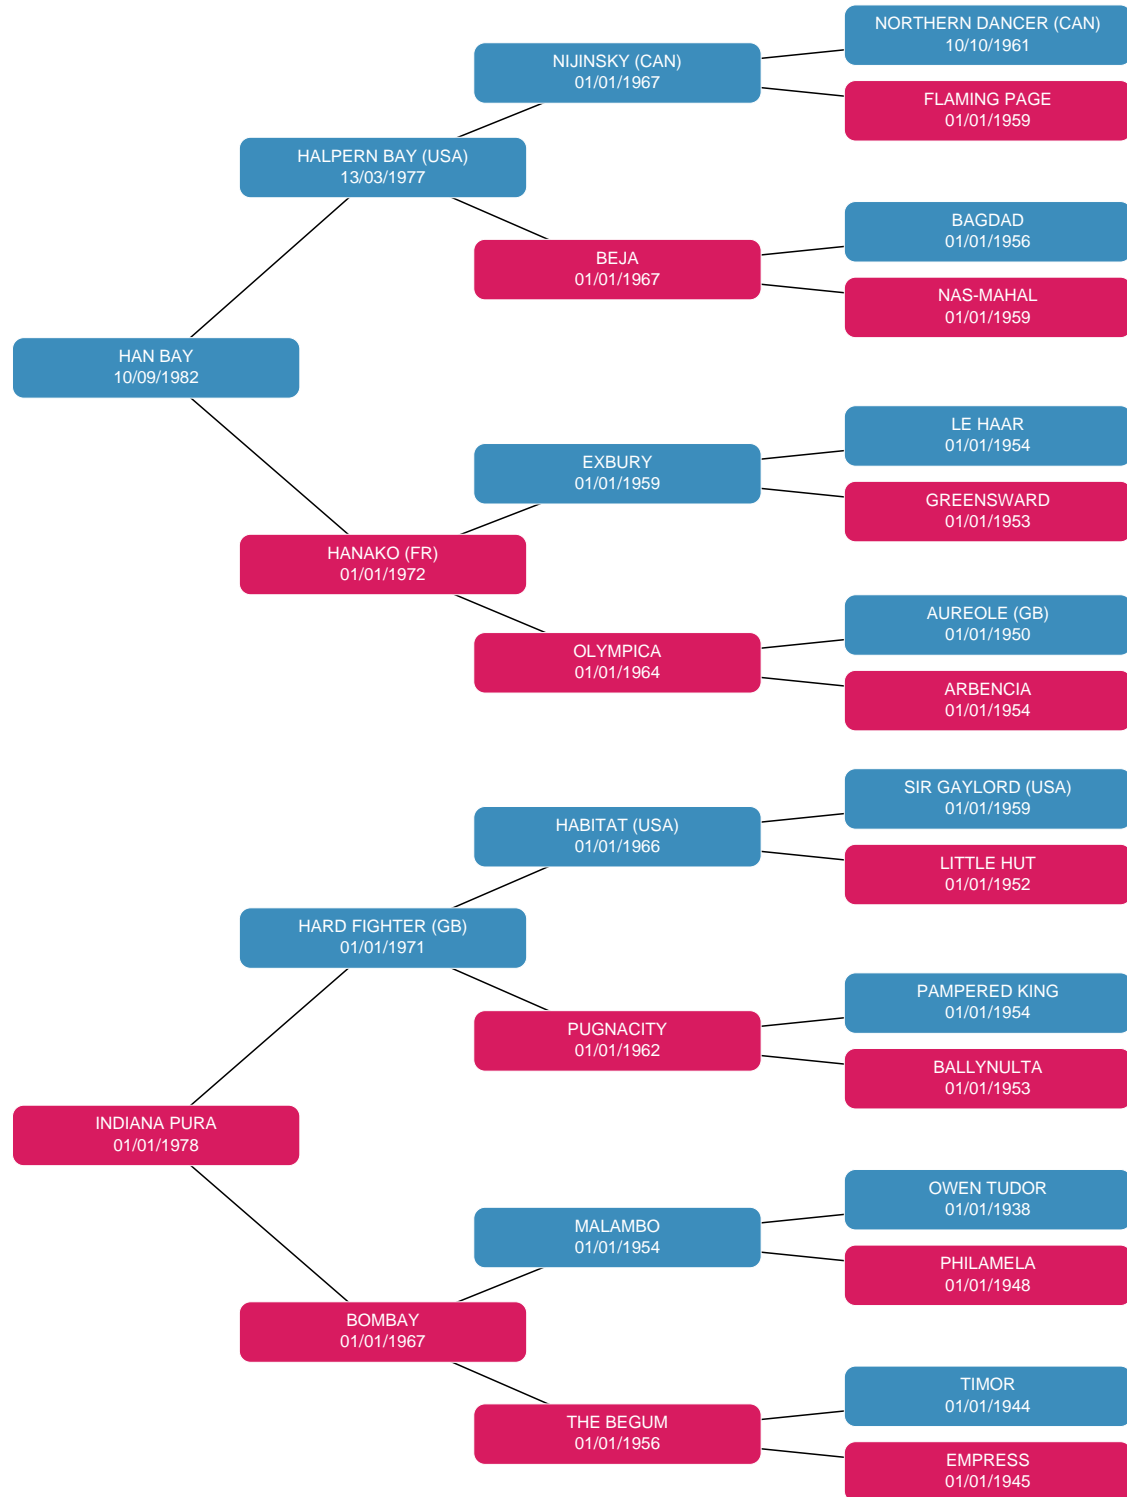 NORTHERN DANCER (CAN)
10/10/1961
NIJINSKY (CAN)
01/01/1967
FLAMING PAGE
01/01/1959
HALPERN BAY (USA)
13/03/1977
BAGDAD
01/01/1956
BEJA
01/01/1967
NAS-MAHAL
01/01/1959
HAN BAY
10/09/1982
LE HAAR
01/01/1954
EXBURY
01/01/1959
GREENSWARD
01/01/1953
HANAKO (FR)
01/01/1972
AUREOLE (GB)
01/01/1950
OLYMPICA
01/01/1964
ARBENCIA
01/01/1954
SIR GAYLORD (USA)
01/01/1959
HABITAT (USA)
01/01/1966
LITTLE HUT
01/01/1952
HARD FIGHTER (GB)
01/01/1971
PAMPERED KING
01/01/1954
PUGNACITY
01/01/1962
BALLYNULTA
01/01/1953
INDIANA PURA
01/01/1978
OWEN TUDOR
01/01/1938
MALAMBO
01/01/1954
PHILAMELA
01/01/1948
BOMBAY
01/01/1967
TIMOR
01/01/1944
THE BEGUM
01/01/1956
EMPRESS
01/01/1945